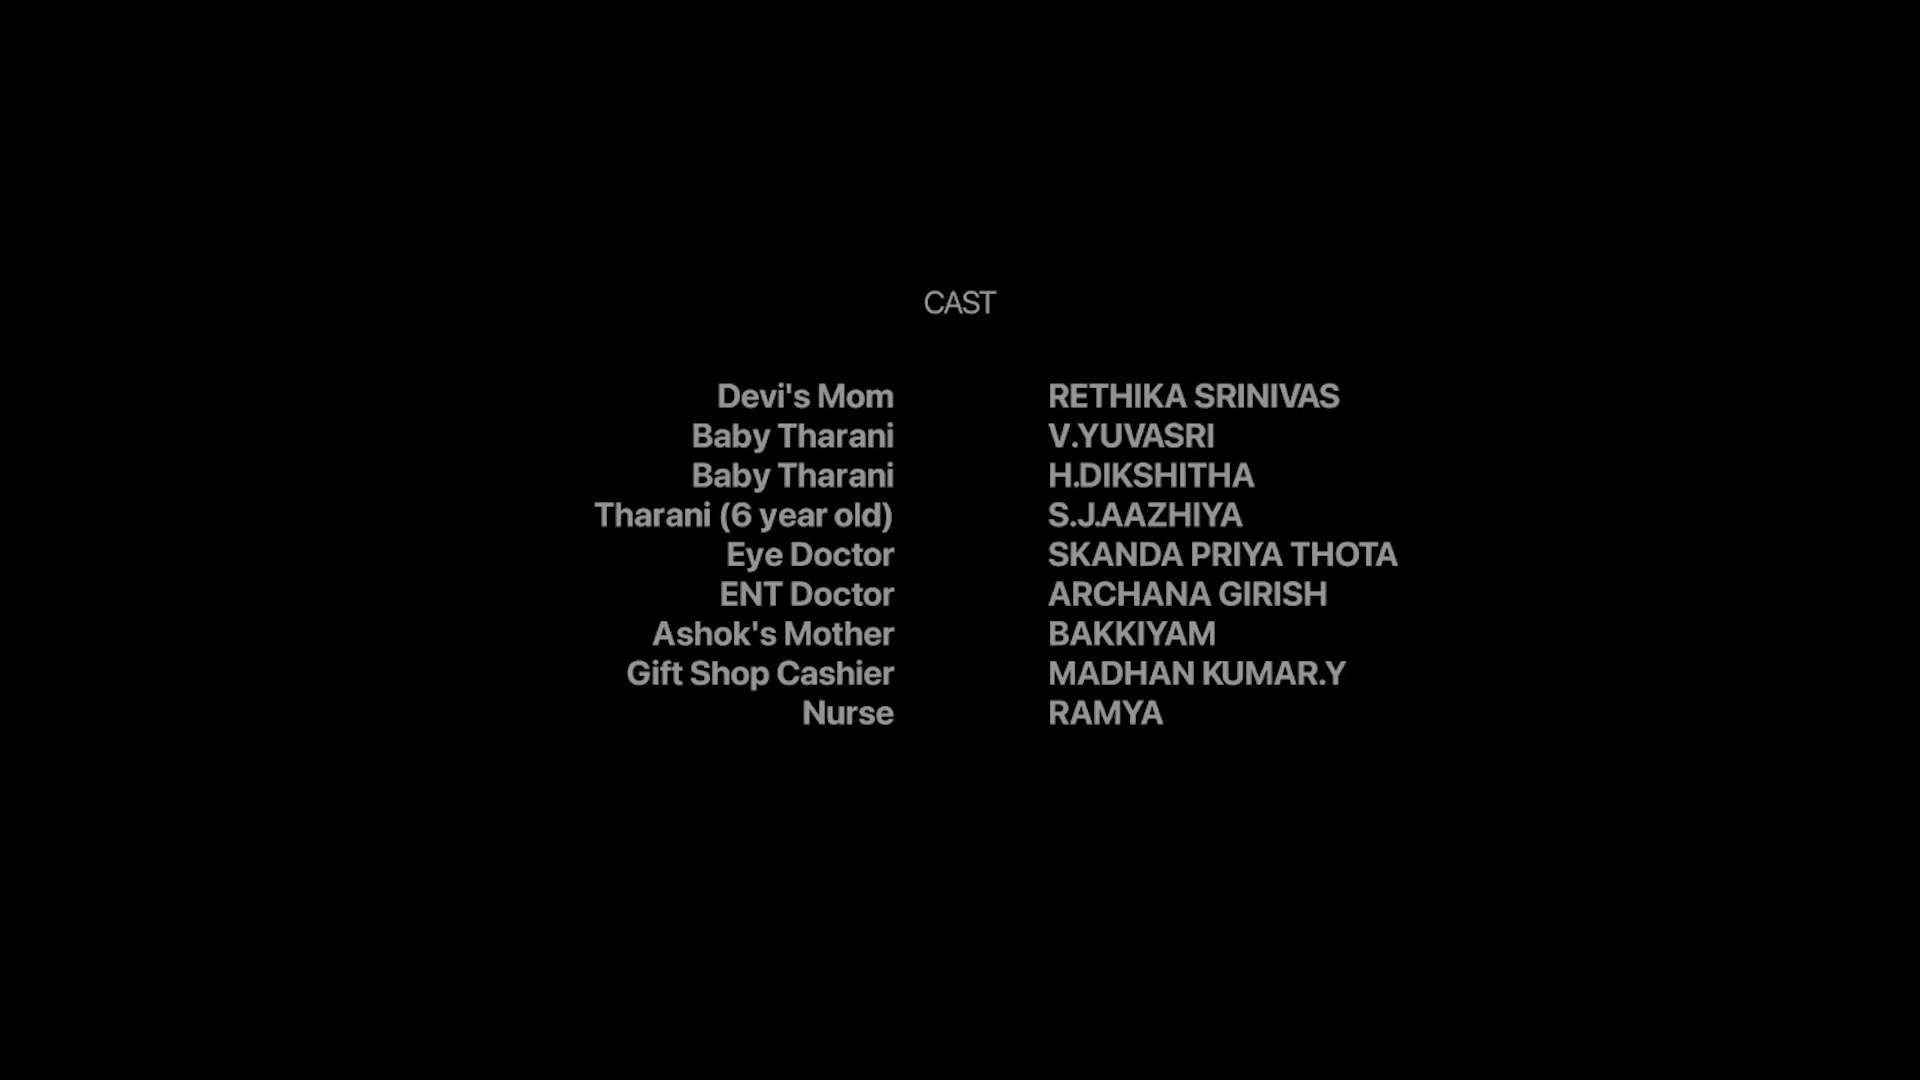 CAST
Devi's Mom RETHIKA SRINIVAS
Baby Tharani V.YUVASRI
Baby Tharani H.DIKSHITHA
Tharani (6 year old) S.J.AAZHIYA
Eye Doctor SKANDA PRIYA THOTA
ENT Doctor ARCHANA GIRISH
Ashok's Mother BAKKIYAM
Gift Shop Cashier MADHAN KUMAR.Y
Nurse RAMYA